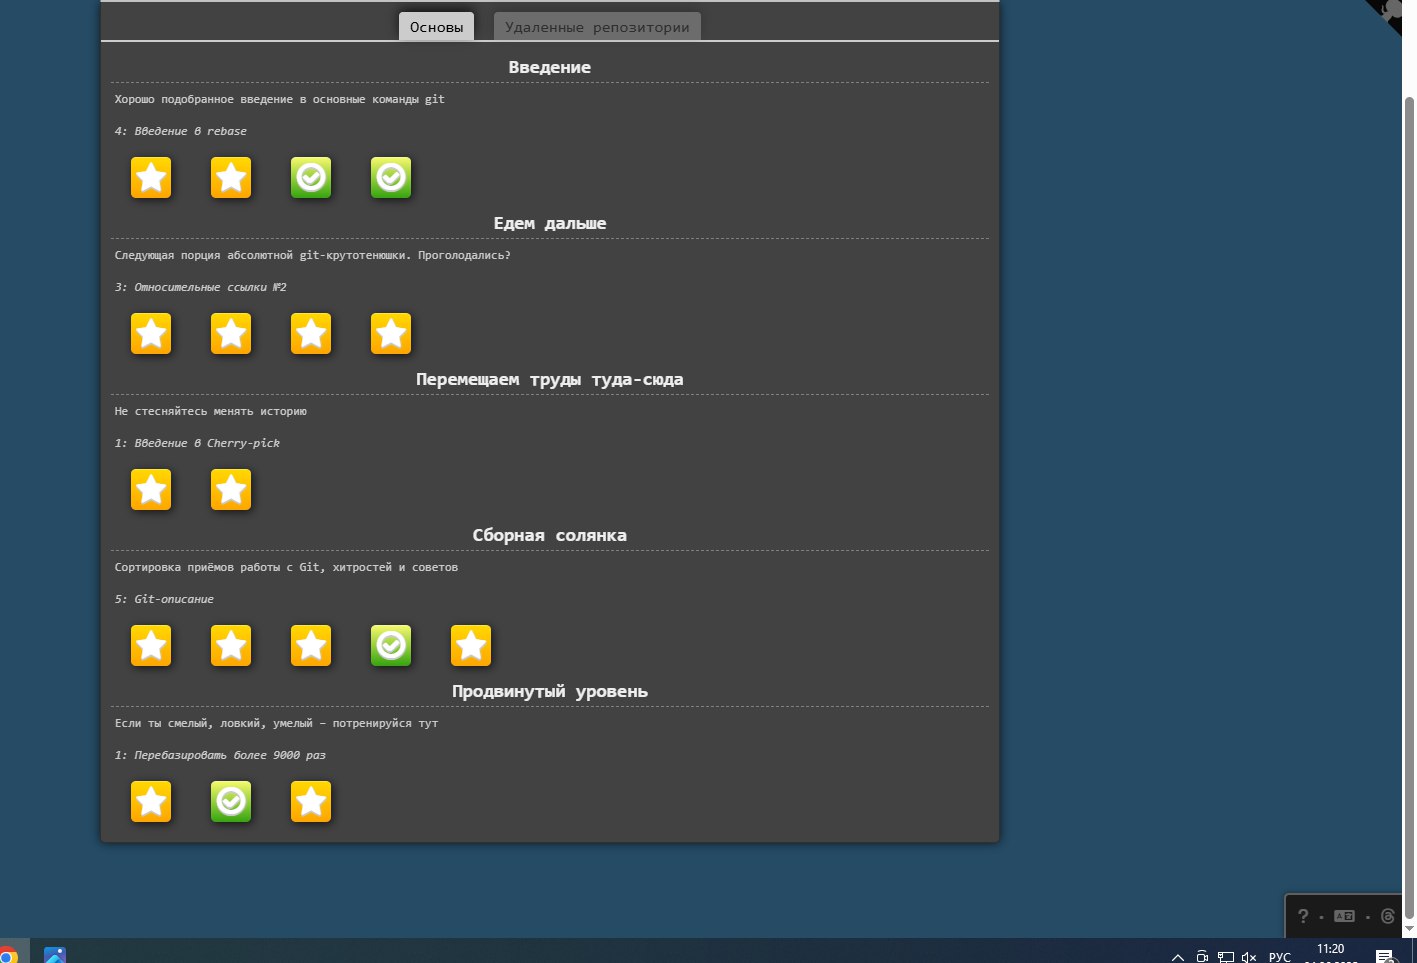 Основы Удаленные репозитории
Введение
Хорошо подобранное введение в основные команды git
4: Введение в rebase
Едем дальше
Следующая порция абсолютной git-крутотенюшки. Проголодались?
3: Относительные ссылки №2
Перемещаем труды туда-сюда
Не стесняйтесь менять историю
1: Введение в Cherry-pick
Сборная солянка
Сортировка приёмов работы с Git, хитростей и советов
5: Git-описание
Продвинутый уровень
Если ты смелый, ловкий, умелый – потренируйся тут
1: Перебазировать более 9000 раз
?
РУС
11:20